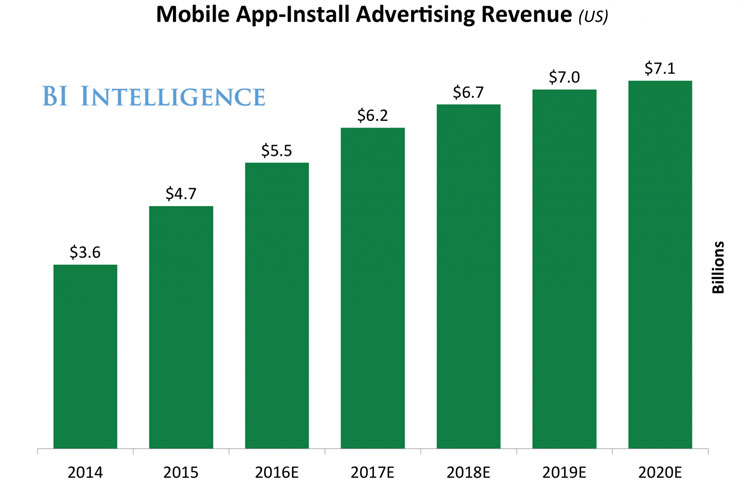 Mobile App-Install Advertising Revenue (US)
BI INTELLIGENCE
$3.6
$4.7
$5.5
$6.2
$6.7
$7.0
$7.1
Billions
2014
2015
2016E
2017E
2018E
2019E
2020E